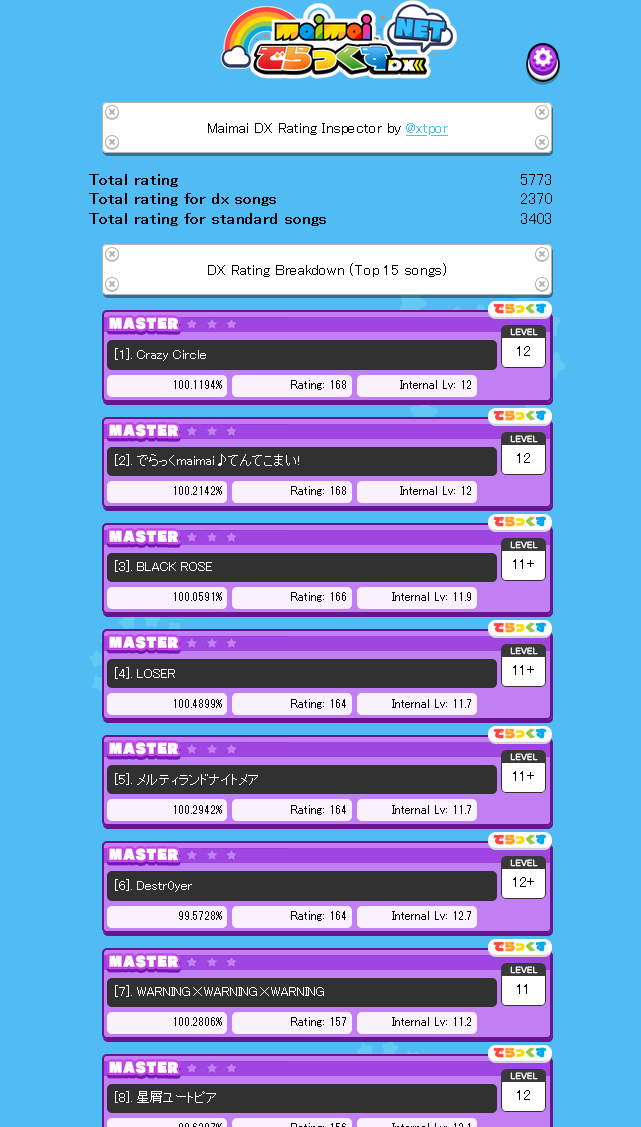 maimai NET
でらっくす DX
Maimai DX Rating Inspector by @xtpor
Total rating 5773
Total rating for dx songs 2370
Total rating for standard songs 3403
DX Rating Breakdown (Top 15 songs)
でらっくす
MASTER LEVEL
[1]. Crazy Circle 12
100.1194% Rating: 168 Internal Lv: 12
でらっくす
MASTER LEVEL
[2]. でらっくmaimai♪てんてこまい! 12
100.2142% Rating: 168 Internal Lv: 12
でらっくす
MASTER LEVEL
[3]. BLACK ROSE 11+
100.0591% Rating: 166 Internal Lv: 11.9
でらっくす
MASTER LEVEL
[4]. LOSER 11+
100.4899% Rating: 164 Internal Lv: 11.7
でらっくす
MASTER LEVEL
[5]. メルティランドナイトメア 11+
100.2942% Rating: 164 Internal Lv: 11.7
でらっくす
MASTER LEVEL
[6]. Destr0yer 12+
99.5728% Rating: 164 Internal Lv: 12.7
でらっくす
MASTER LEVEL
[7]. WARNING×WARNING×WARNING 11
100.2806% Rating: 157 Internal Lv: 11.2
でらっくす
MASTER LEVEL
[8]. 星屑ユートピア 12
Rating: 156 Internal Lv: 12.1